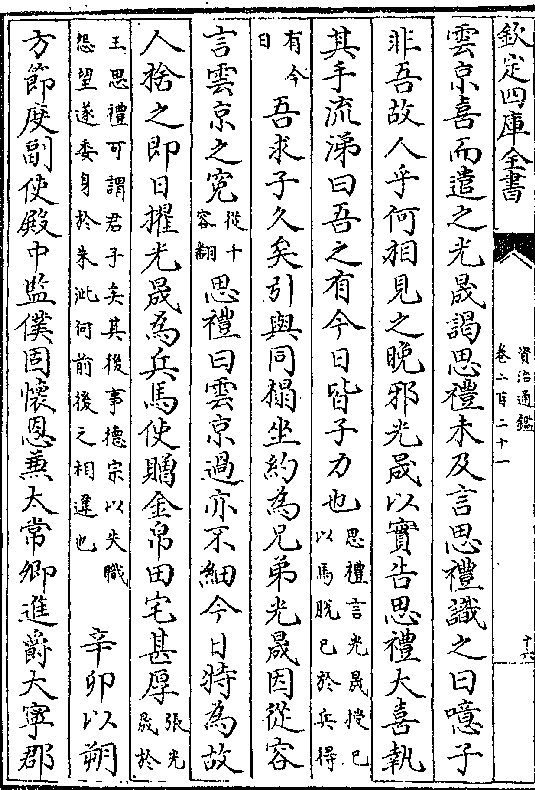 欽定四庫全書
資治通鑑
卷二百二十一
十六
雲京喜而遣之光晟謁思禮未及言思禮識之曰噫子
非吾故人乎何相見之晚邪光晟以實告思禮大喜執
其手流涕曰吾之有今日皆子力也思禮言光晟授己以馬脫已於兵得
有今日吾求子久矣引與同榻坐約為兄弟光晟因從容
言雲京之寃從千容翻思禮曰雲京過亦不細今日特為故
人捨之即日擢光晟為兵馬使贈金帛田宅甚厚張光晟於
王思禮可謂君子矣其後事德宗以失職怨望遂委身於朱泚何前後之相違也辛卯以朔
方節度副使殿中監僕固懷恩兼太常卿進爵大寧郡